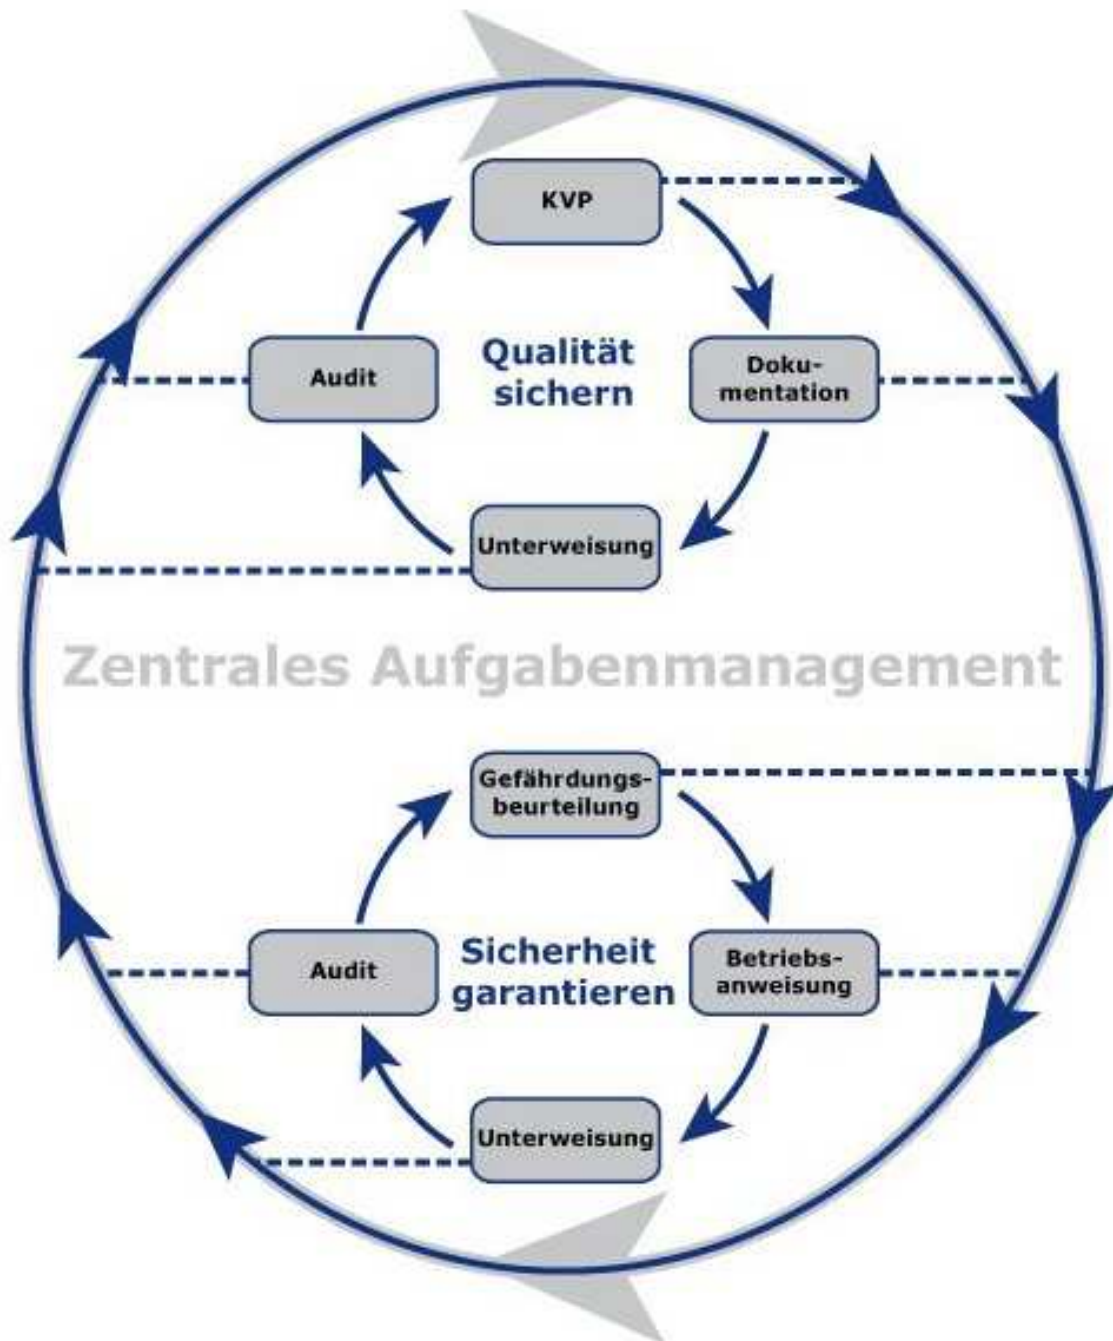 KVP
Qualität
sichern
Audit
Doku-
mentation
Unterweisung
Zentrales Aufgabenmanagement
Gefährdungs-
beurteilung
Sicherheit
garantieren
Audit
Betriebs-
anweisung
Unterweisung